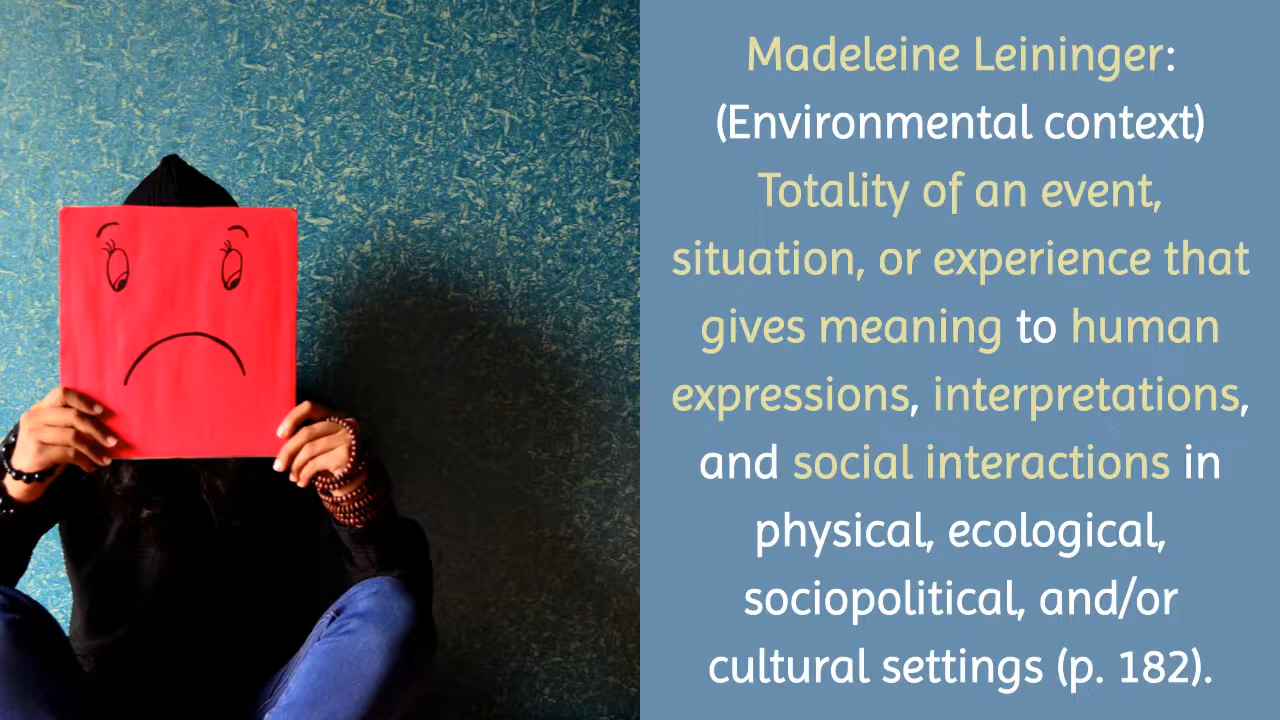 Madeleine Leininger:
(Environmental context)
Totality of an event,
situation, or experience that
gives meaning to human
expressions, interpretations,
and social interactions in
physical, ecological,
sociopolitical, and/or
cultural settings (p. 182).